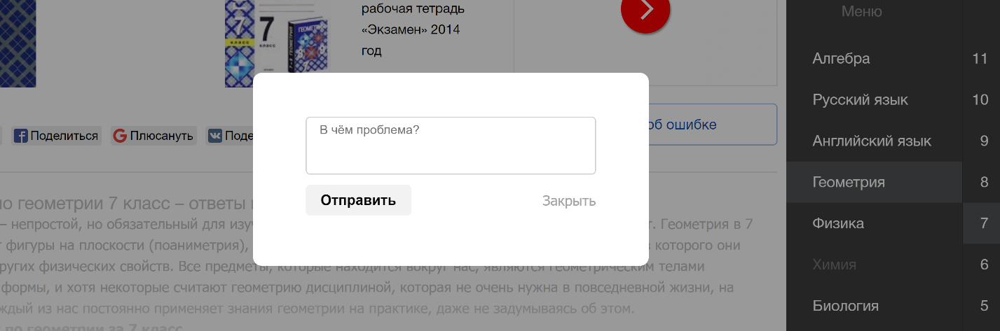 рабочая тетрадь
«Экзамен» 2014
год
7
класс
7
класс
ГЕОМЕТРИЯ
Поделиться
Плюсануть
Поде
об ошибке
В чём проблема?
Отправить
Закрыть
по геометрии 7 класс – ответы
– непростой, но обязательный для изу
т. Геометрия в 7
т фигуры на плоскости (поаниметрия),
в которого они
ругих физических свойств. Все предметы, которые находится вокруг нас, являются геометрическим телами
формы, и хотя некоторые считают геометрию дисциплиной, которая не очень нужна в повседневной жизни, на
ждый из нас постоянно применяет знания геометрии на практике, даже не задумываясь об этом.
по геометрии за 7 класс
Меню
Алгебра 11
Русский язык 10
Английский язык 9
Геометрия 8
Физика 7
Химия 6
Биология 5